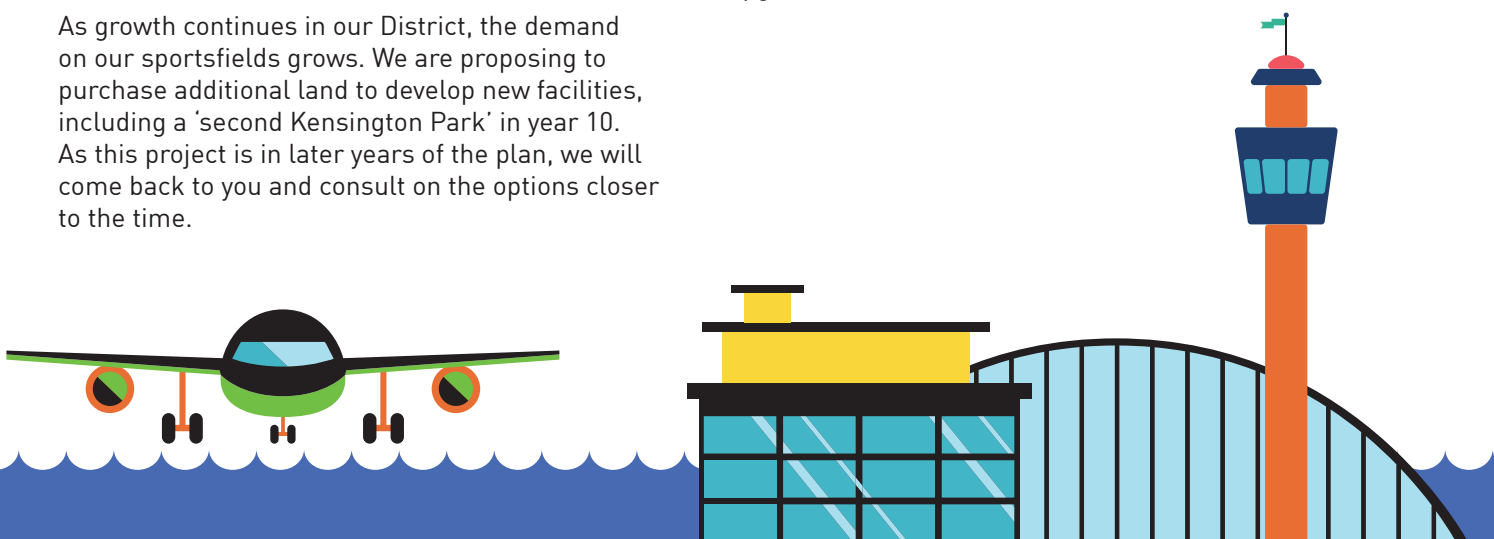 As growth continues in our District, the demand
on our sportsfields grows. We are proposing to
purchase additional land to develop new facilities,
including a ‘second Kensington Park’ in year 10.
As this project is in later years of the plan, we will
come back to you and consult on the options closer
to the time.